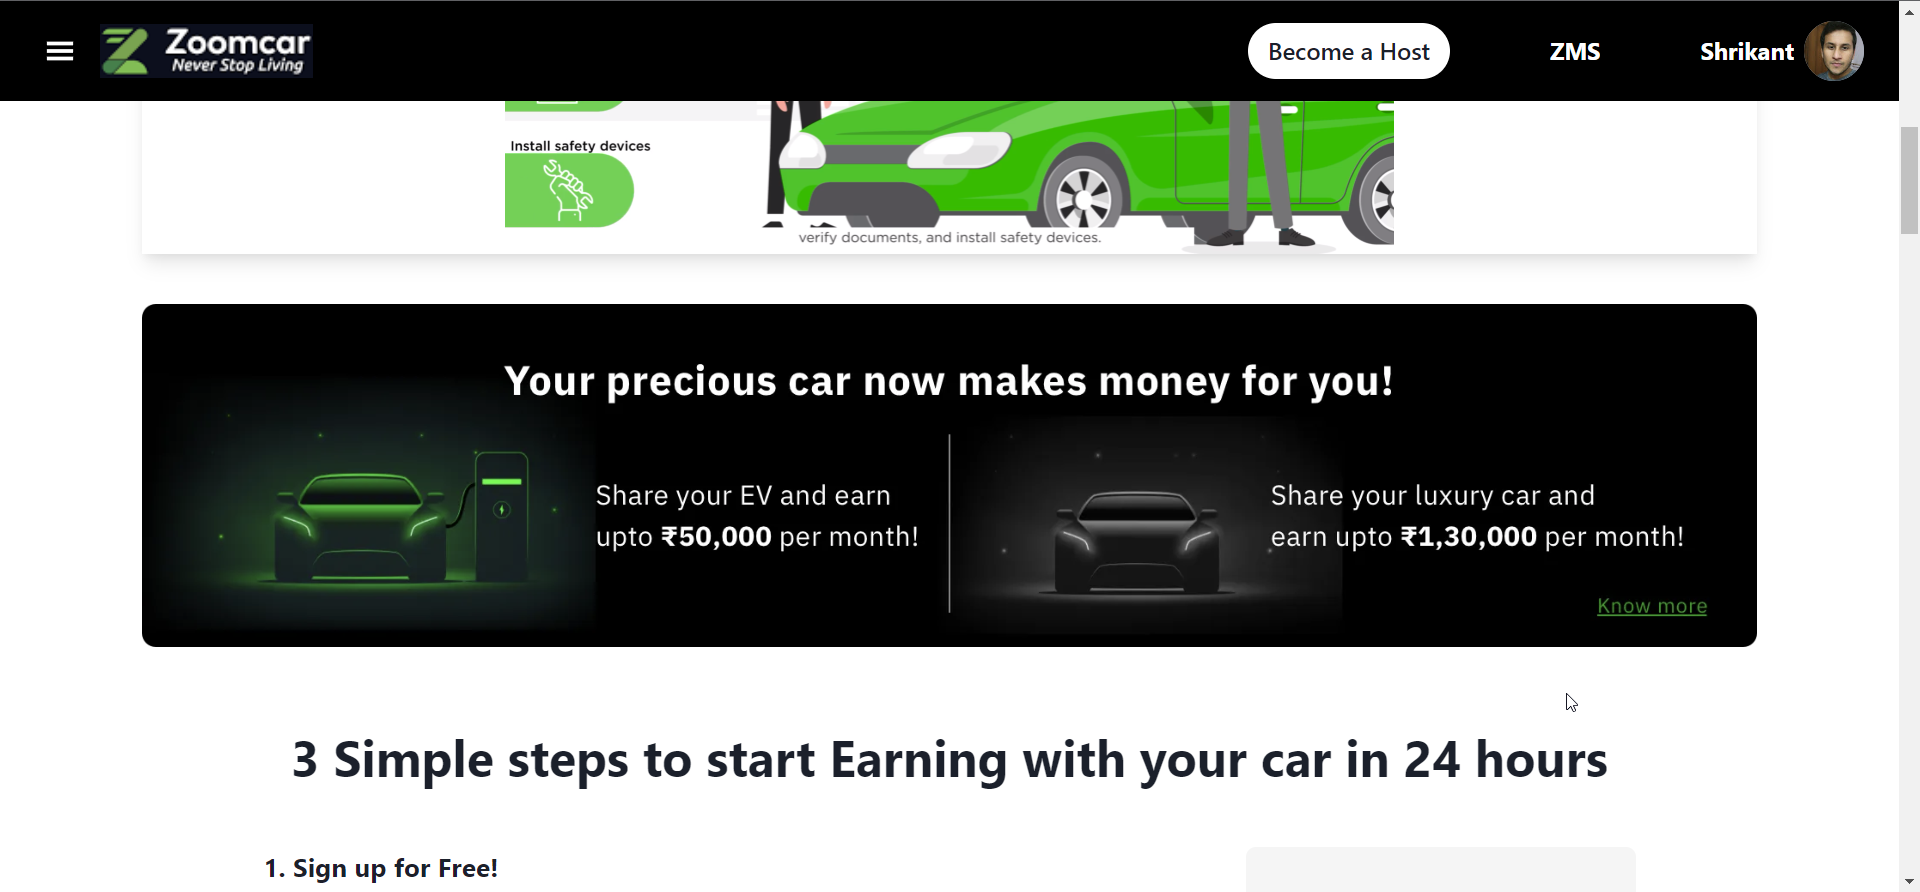 Zoomcar
Never Stop Living
Become a Host
ZMS
Shrikant
Install safety devices
verify documents, and install safety devices.
Your precious car now makes money for you!
Share your EV and earn
upto ₹50,000 per month!
Share your luxury car and
earn upto ₹1,30,000 per month!
Know more
3 Simple steps to start Earning with your car in 24 hours
1. Sign up for Free!